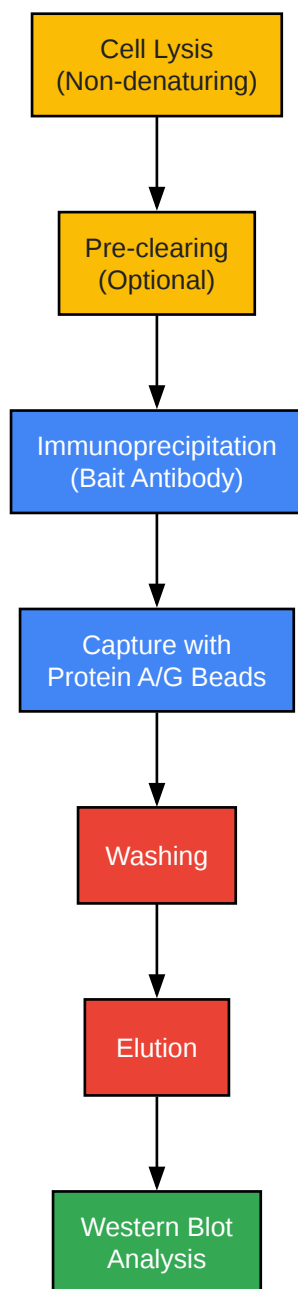 Cell Lysis
(Non-denaturing)
Pre-clearing
(Optional)
Immunoprecipitation
(Bait Antibody)
Capture with
Protein A/G Beads
Washing
Elution
Western Blot
Analysis